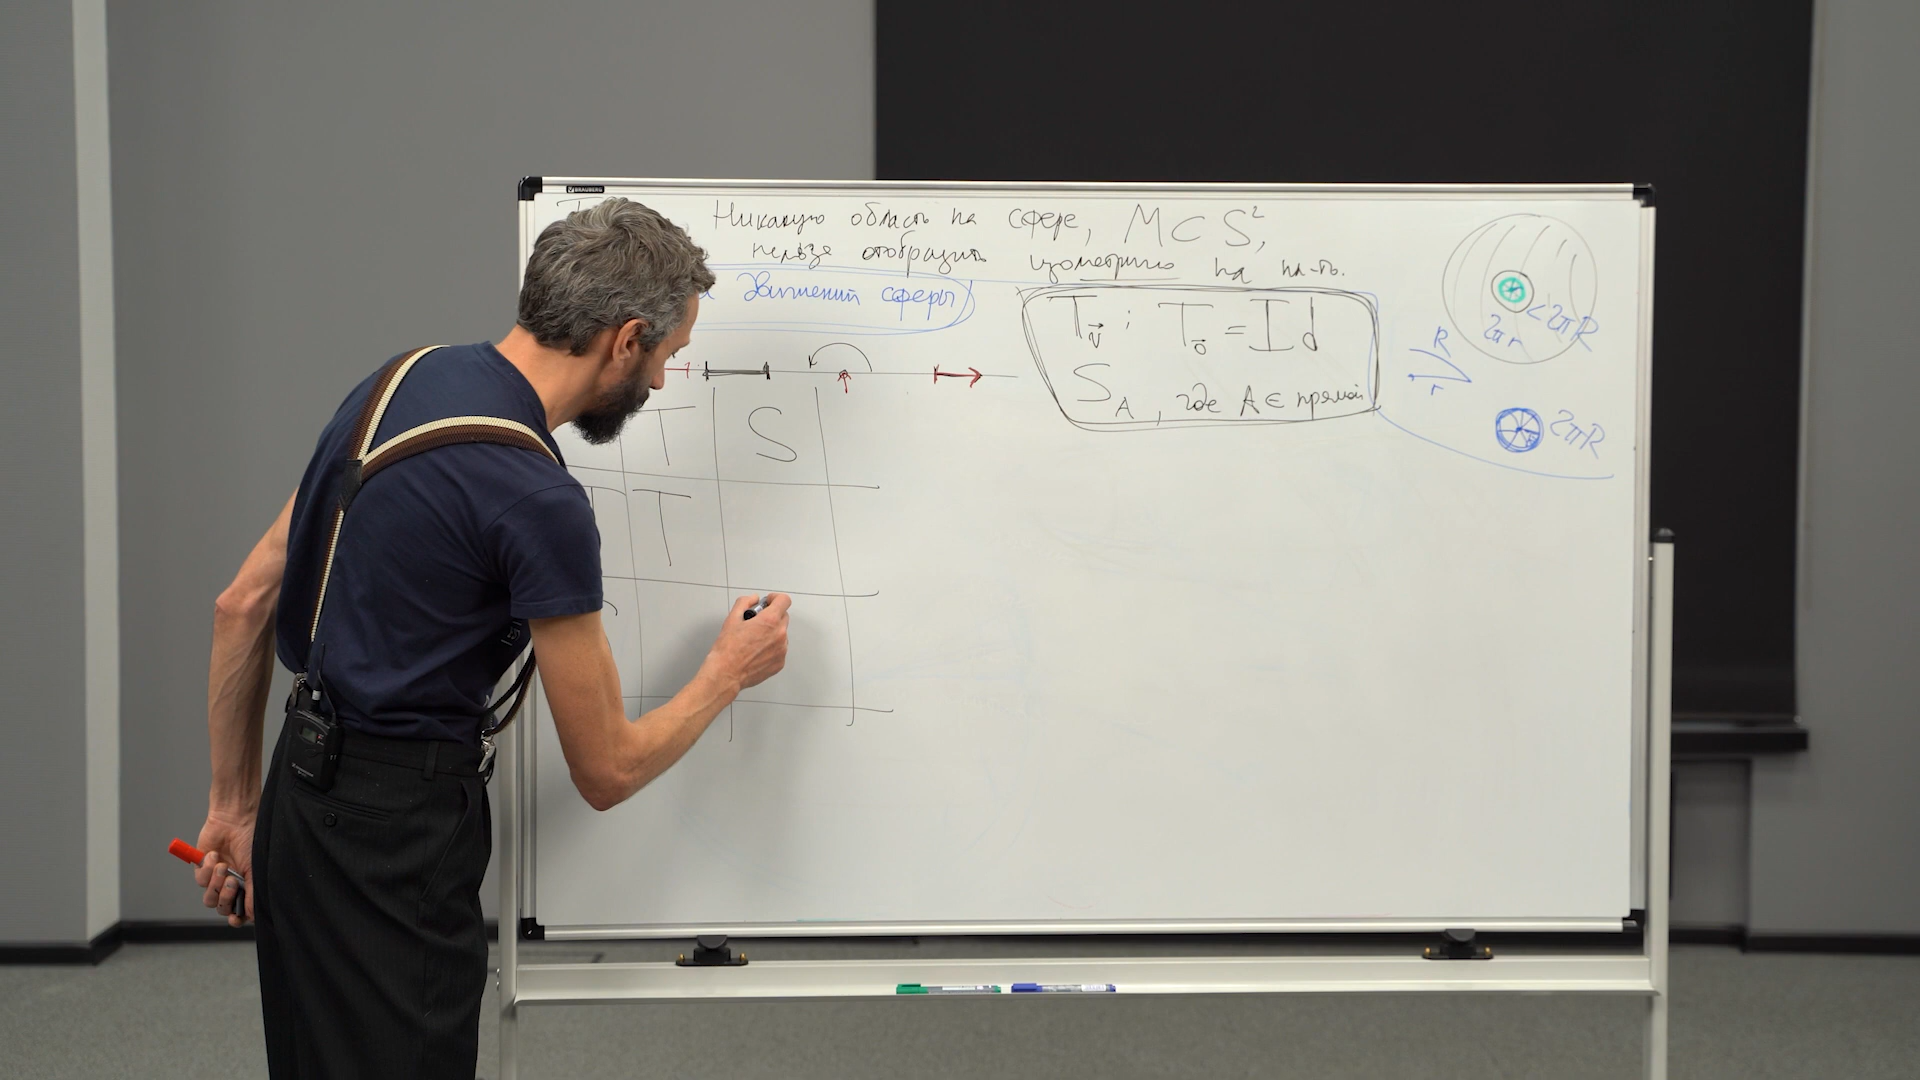 BRAUBERG
Никакую область на сфере, M ⊂ S²,
нельзя отобразить изометрично на пл-ть.
движений сферы
T_v⃗ ; T_0⃗ = Id
S_A, где A ∈ прямой
<2πR
2πr
R
r
2πR
T S
T T